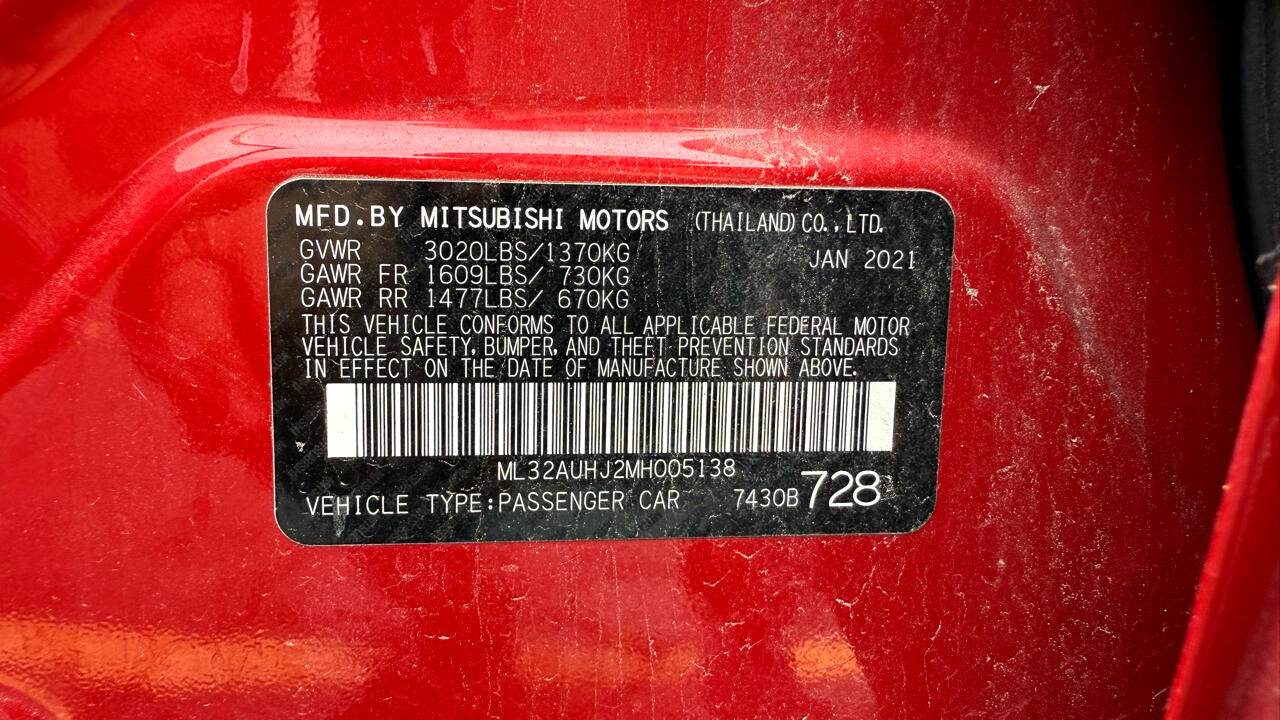 MFD.BY MITSUBISHI MOTORS (THAILAND)CO.,LTD.
GVWR 3020LBS/1370KG JAN 2021
GAWR FR 1609LBS/ 730KG
GAWR RR 1477LBS/ 670KG
THIS VEHICLE CONFORMS TO ALL APPLICABLE FEDERAL MOTOR
VEHICLE SAFETY, BUMPER, AND THEFT PREVENTION STANDARDS
IN EFFECT ON THE DATE OF MANUFACTURE SHOWN ABOVE.
ML32AUHJ2MH005138
VEHICLE TYPE:PASSENGER CAR 7430B728